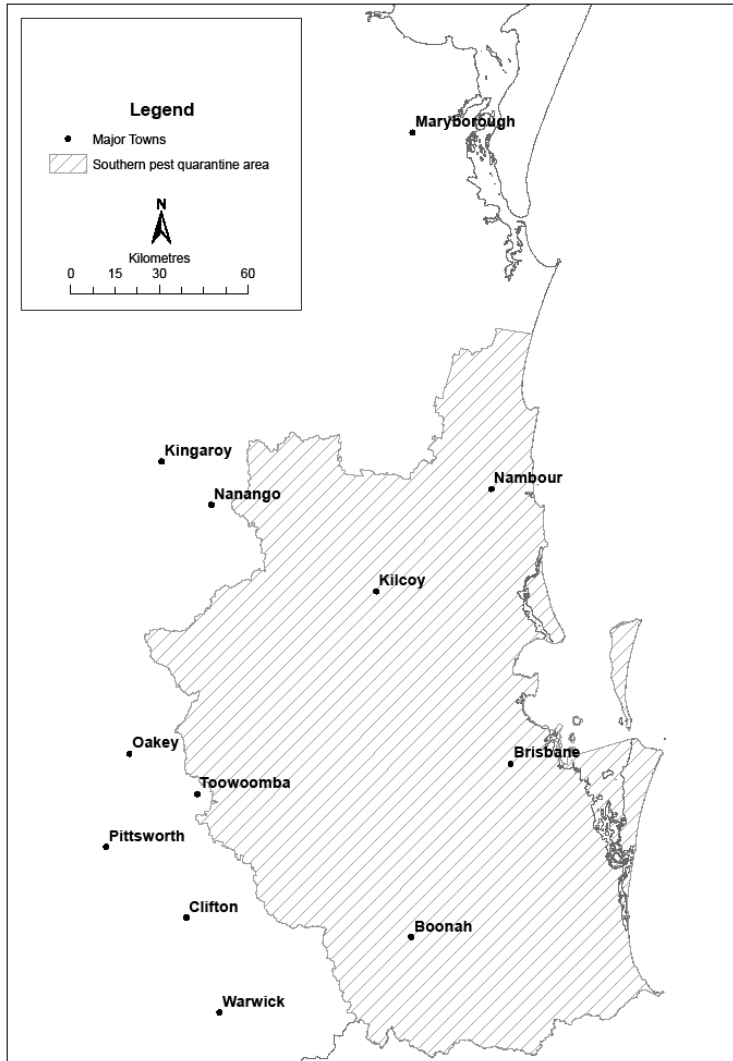 Legend
Major Towns
Southern pest quarantine area
Kilometres
0 15 30 60
Maryborough
Kingaroy
Nambour
Nanango
Kilcoy
Oakey
Brisbane
Toowoomba
Pittsworth
Clifton
Boonah
Warwick